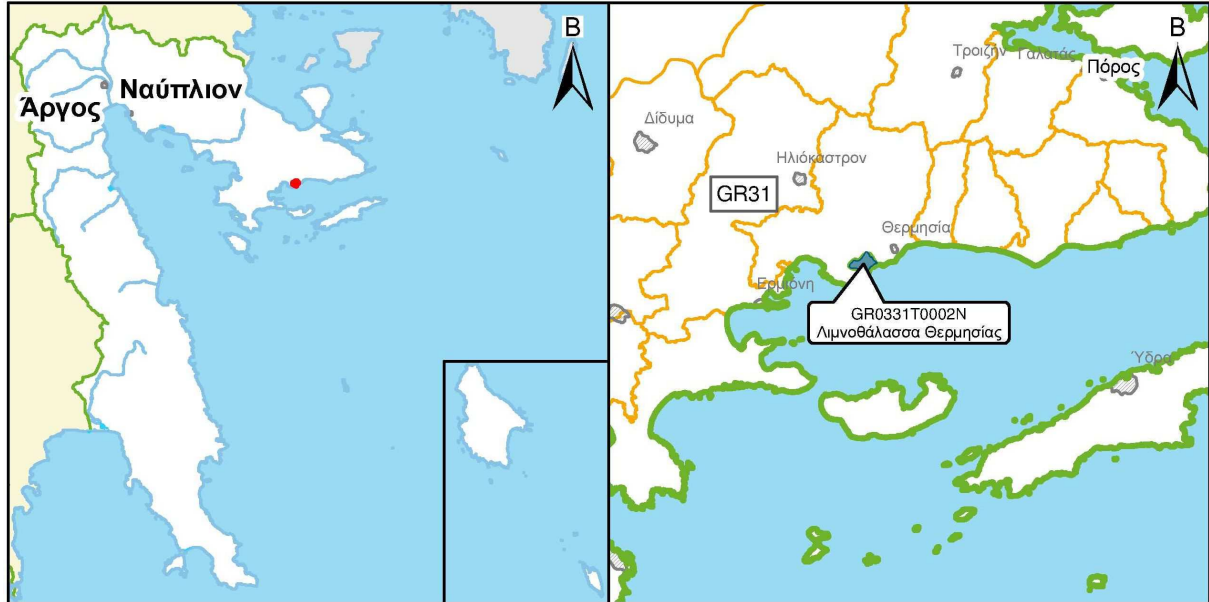 Β
Άργος
Ναύπλιον
Β
Τροιζήν
Γαλατάς
Πόρος
Δίδυμα
Ηλιόκαστρον
GR31
Θερμησία
Ερμιόνη
GR0331T0002N
Λιμνοθάλασσα Θερμησίας
Ύδρα